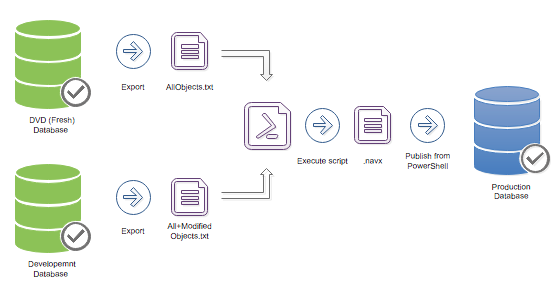 DVD (Fresh)
Database
Export
AllObjects.txt
Execute script
.navx
Publish from
PowerShell
Production
Database
Developemnt
Database
Export
All+Modified
Objects.txt